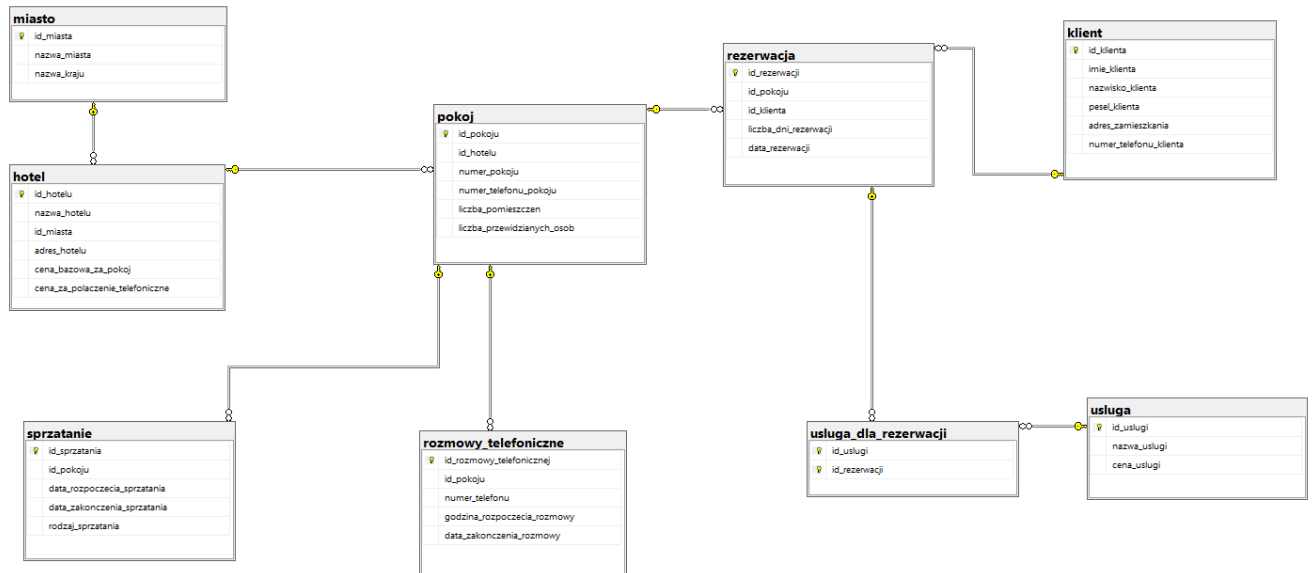 miasto
id_miasta
nazwa_miasta
nazwa_kraju
hotel
id_hotelu
nazwa_hotelu
id_miasta
adres_hotelu
cena_bazowa_za_pokoj
cena_za_polaczenie_telefoniczne
pokoj
id_pokoju
id_hotelu
numer_pokoju
numer_telefonu_pokoju
liczba_pomieszczen
liczba_przewidzianych_osob
rezerwacja
id_rezerwacji
id_pokoju
id_klienta
liczba_dni_rezerwacji
data_rezerwacji
klient
id_klienta
imie_klienta
nazwisko_klienta
pesel_klienta
adres_zamieszkania
numer_telefonu_klienta
sprzatanie
id_sprzatania
id_pokoju
data_rozpoczecia_sprzatania
data_zakonczenia_sprzatania
rodzaj_sprzatania
rozmowy_telefoniczne
id_rozmowy_telefonicznej
id_pokoju
numer_telefonu
godzina_rozpoczecia_rozmowy
data_zakonczenia_rozmowy
usluga_dla_rezerwacji
id_uslugi
id_rezerwacji
usluga
id_uslugi
nazwa_uslugi
cena_uslugi